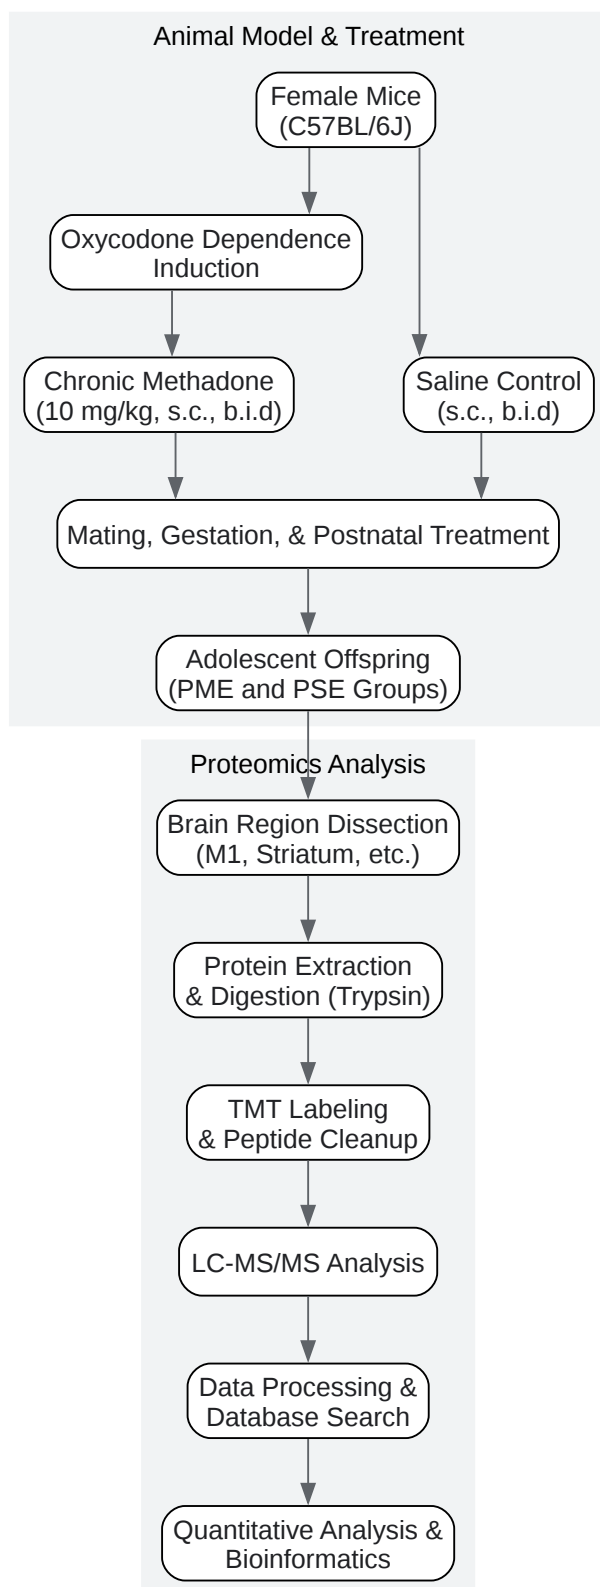 Animal Model & Treatment
Female Mice
(C57BL/6J)
Oxycodone Dependence
Induction
Chronic Methadone
(10 mg/kg, s.c., b.i.d)
Saline Control
(s.c., b.i.d)
Mating, Gestation, & Postnatal Treatment
Adolescent Offspring
(PME and PSE Groups)
Proteomics Analysis
Brain Region Dissection
(M1, Striatum, etc.)
Protein Extraction
& Digestion (Trypsin)
TMT Labeling
& Peptide Cleanup
LC-MS/MS Analysis
Data Processing &
Database Search
Quantitative Analysis &
Bioinformatics